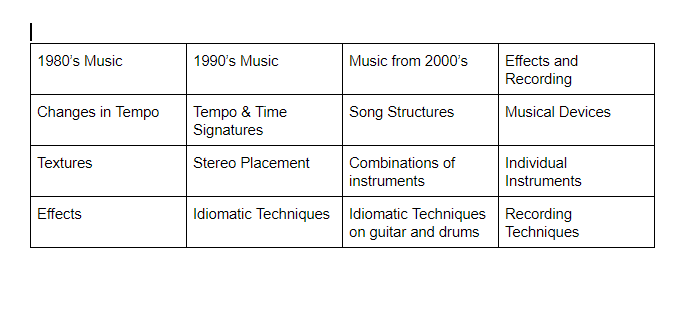 1980’s Music
1990’s Music
Music from 2000’s
Effects and
Recording
Changes in Tempo
Tempo & Time
Signatures
Song Structures
Musical Devices
Textures
Stereo Placement
Combinations of
instruments
Individual
Instruments
Effects
Idiomatic Techniques
Idiomatic Techniques
on guitar and drums
Recording
Techniques